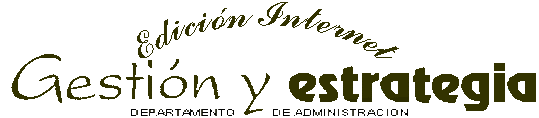 Edición Internet
Gestión y estrategia
DEPARTAMENTO DE ADMINISTRACION